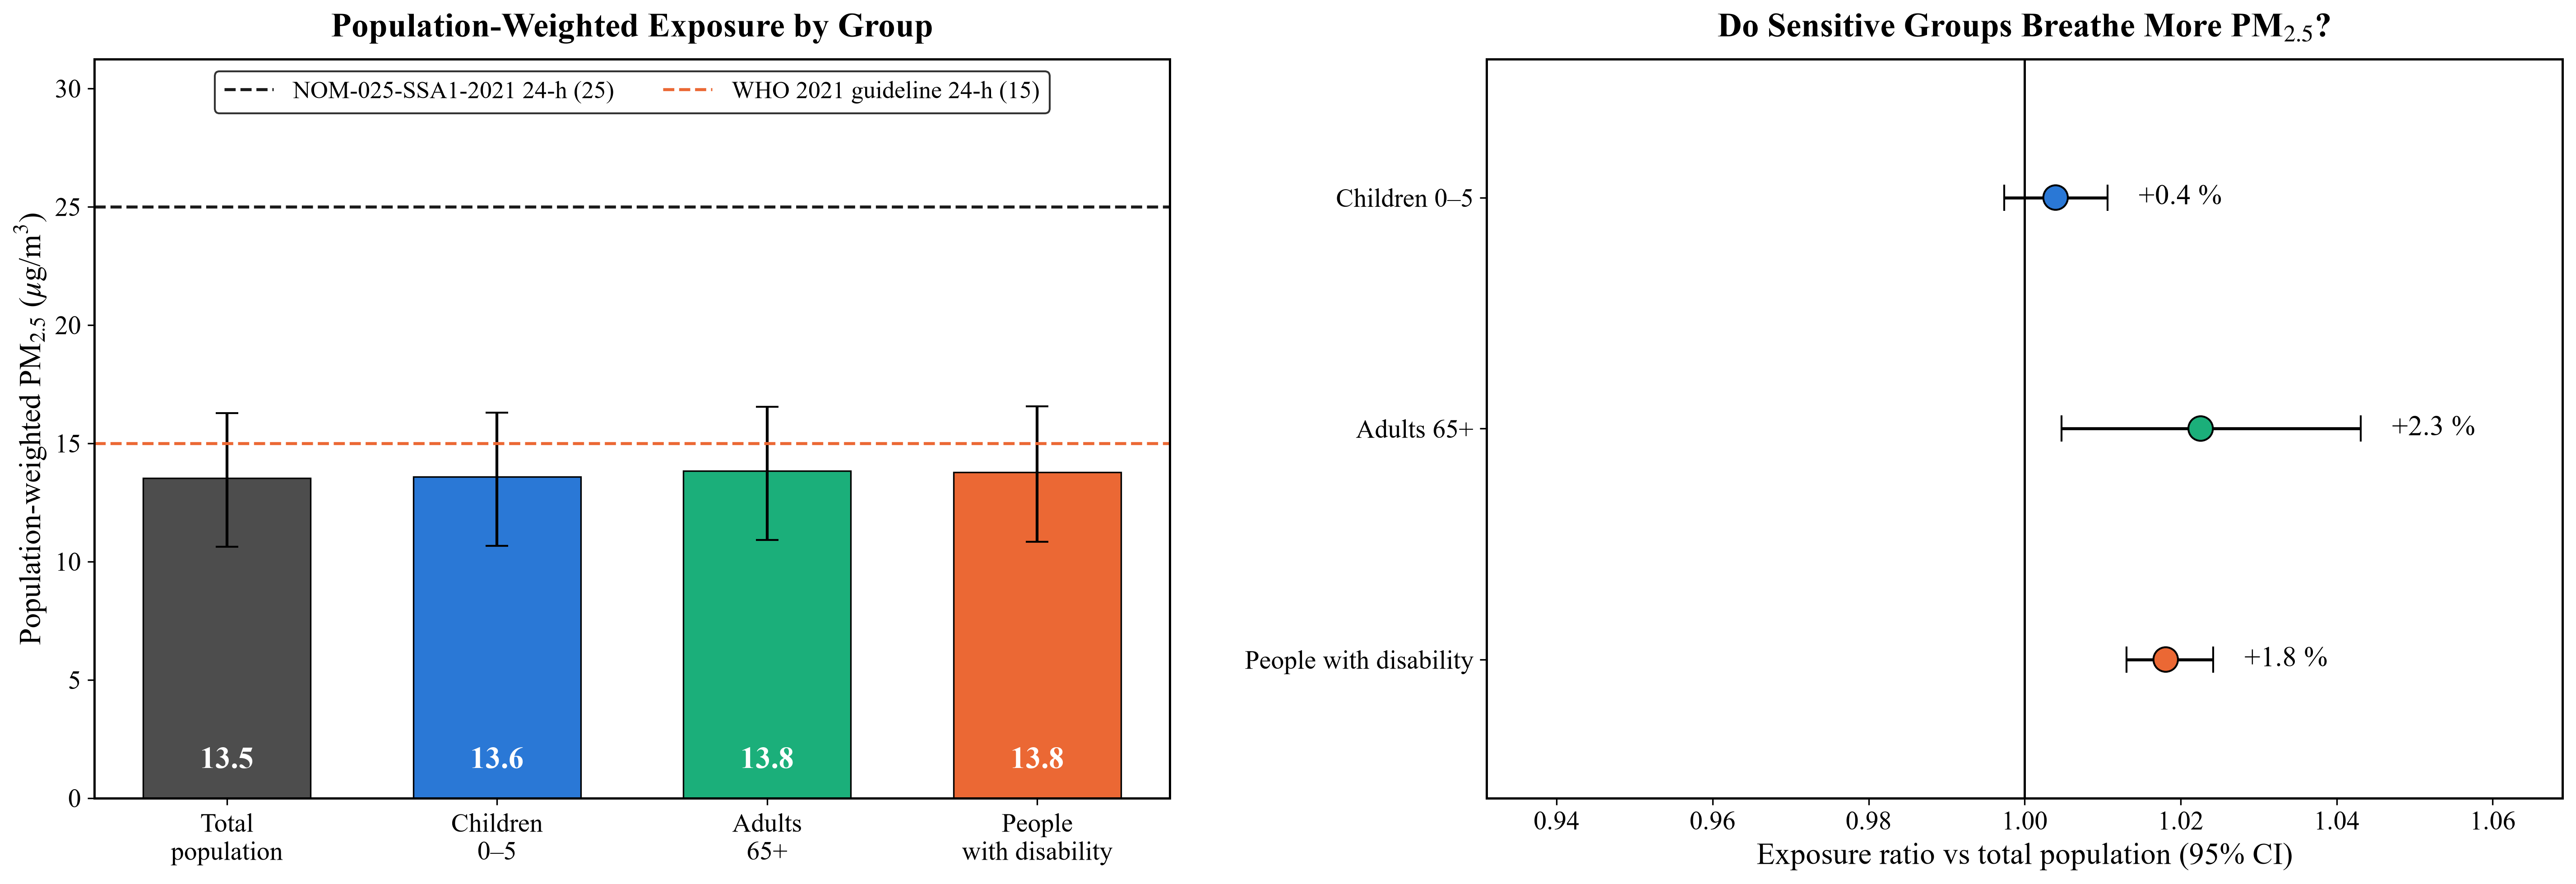 Population-Weighted Exposure by Group
NOM-025-SSA1-2021 24-h (25)
WHO 2021 guideline 24-h (15)
Population-weighted PM2.5 (μg/m3)
30
25
20
15
10
5
0
13.5
13.6
13.8
13.8
Total
population
Children
0–5
Adults
65+
People
with disability
Do Sensitive Groups Breathe More PM2.5?
Children 0–5
+0.4 %
Adults 65+
+2.3 %
People with disability
+1.8 %
0.94
0.96
0.98
1.00
1.02
1.04
1.06
Exposure ratio vs total population (95% CI)